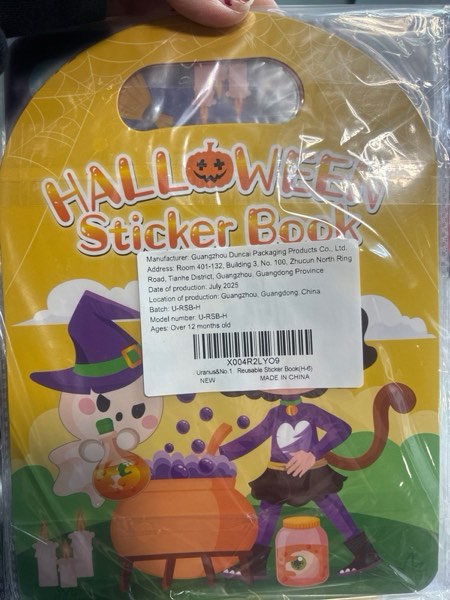 HALLOWEEN
Sticker Book
Manufacturer: Guangzhou Duncai Packaging Products Co., Ltd.
Address: Room 401-132, Building 3, No. 100, Zhucun North Ring
Road, Tianhe District, Guangzhou, Guangdong Province
Date of production: July 2025
Location of production: Guangzhou, Guangdong, China
Batch: U-RSB-H
Model number: U-RSB-H
Ages: Over 12 months old
X004R2LYO9
Uranus&No 1 Reusable Sticker Book(H-6)
NEW MADE IN CHINA